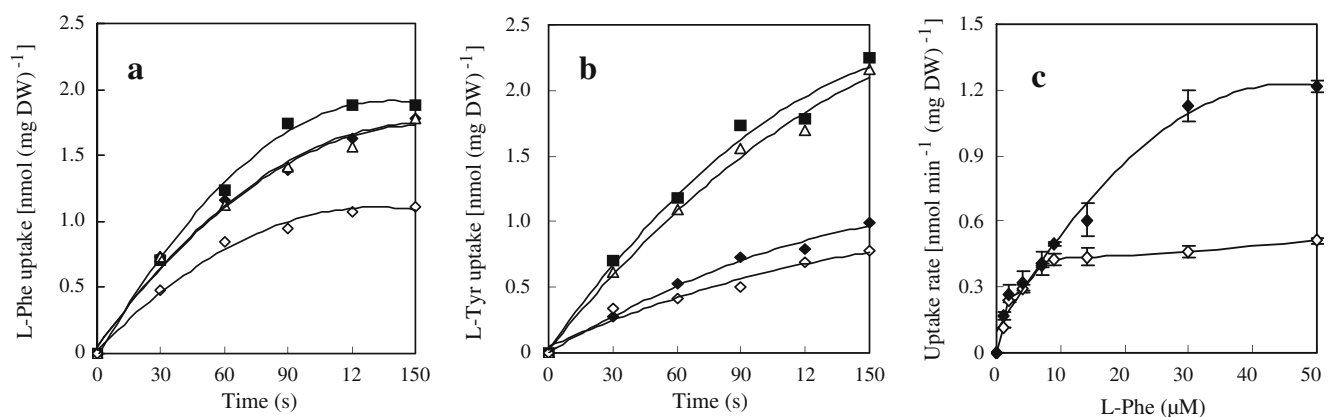 a
L-Phe uptake [nmol (mg DW) -1]
2.5
2.0
1.5
1.0
0.5
0.0
0 30 60 90 12 150
Time (s)
b
L-Tyr uptake [nmol (mg DW) -1]
2.5
2.0
1.5
1.0
0.5
0.0
0 30 60 90 12 150
Time (s)
c
Uptake rate [nmol min-1 (mg DW) -1]
1.5
1.2
0.9
0.6
0.3
0
0 10 20 30 40 50
L-Phe (µM)